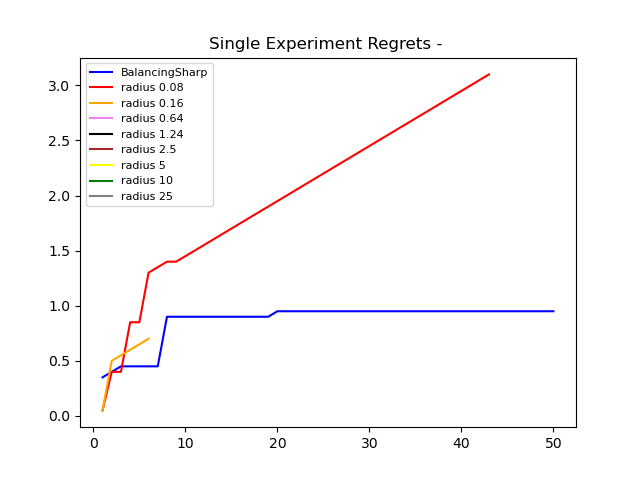 Single Experiment Regrets -
BalancingSharp
radius 0.08
radius 0.16
radius 0.64
radius 1.24
radius 2.5
radius 5
radius 10
radius 25
3.0
2.5
2.0
1.5
1.0
0.5
0.0
0 10 20 30 40 50